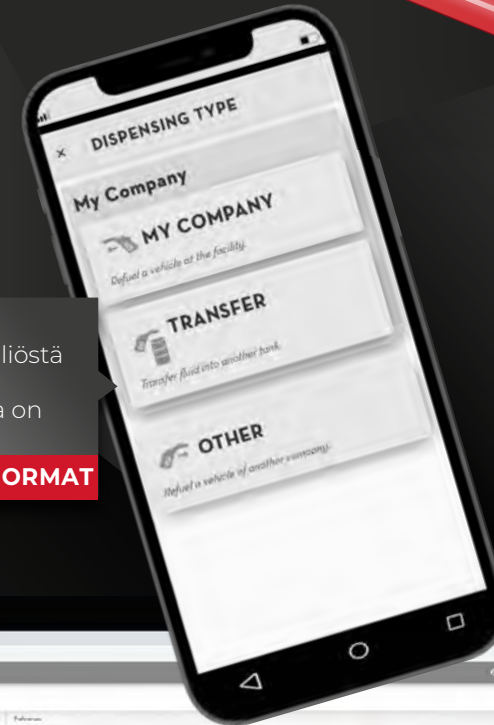 × DISPENSING TYPE
My Company
MY COMPANY
Refuel a vehicle at the facility.
TRANSFER
Transfer fluid into another tank.
OTHER
Refuel a vehicle of another company.
liöstä
a on
ORMAT